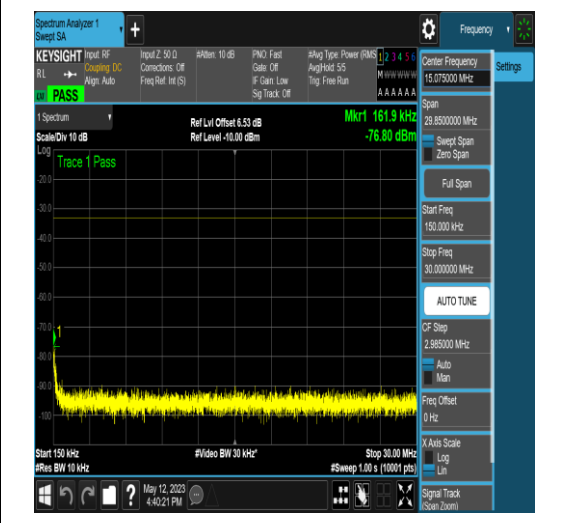 Spectrum Analyzer 1
Swept SA
+
Frequency
KEYSIGHT
RL
PASS
Input: RF
Coupling: DC
Align: Auto
Input Z: 50 Ω
Corrections: Off
Freq Ref: Int (S)
#Atten: 10 dB
PNO: Fast
Gate: Off
IF Gain: Low
Sig Track: Off
#Avg Type: Power (RMS
Avg|Hold: 5/5
Trig: Free Run
1 2 3 4 5 6
M W W W W W
A A A A A A
1 Spectrum
Scale/Div 10 dB
Ref Lvl Offset 6.53 dB
Ref Level -10.00 dBm
Mkr1 161.9 kHz
-76.80 dBm
Log
Trace 1 Pass
-20.0
-30.0
-40.0
-50.0
-60.0
-70.0
1
-80.0
-90.0
-100
Start 150 kHz
#Res BW 10 kHz
#Video BW 30 kHz*
Stop 30.00 MHz
#Sweep 1.00 s (10001 pts)
May 12, 2023
4:40:21 PM
Center Frequency
15.075000 MHz
Settings
Span
29.8500000 MHz
Swept Span
Zero Span
Full Span
Start Freq
150.000 kHz
Stop Freq
30.000000 MHz
AUTO TUNE
CF Step
2.985000 MHz
Auto
Man
Freq Offset
0 Hz
X Axis Scale
Log
Lin
Signal Track
(Span Zoom)